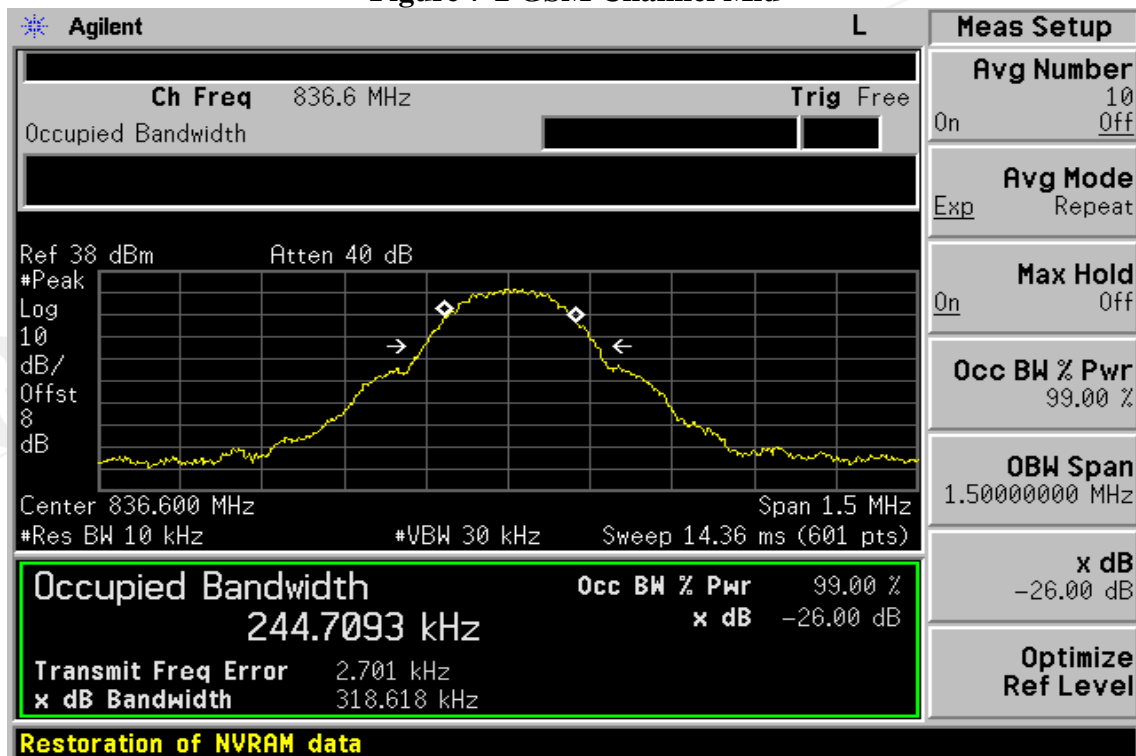 Agilent L Meas Setup
Ch Freq 836.6 MHz Trig Free
Occupied Bandwidth
Avg Number
10
On Off
Avg Mode
Exp Repeat
Max Hold
On Off
Occ BW % Pwr
99.00 %
OBW Span
1.50000000 MHz
x dB
-26.00 dB
Optimize
Ref Level
Ref 38 dBm Atten 40 dB
#Peak
Log
10
dB/
Offst
8
dB
Center 836.600 MHz Span 1.5 MHz
#Res BW 10 kHz #VBW 30 kHz Sweep 14.36 ms (601 pts)
Occupied Bandwidth Occ BW % Pwr 99.00 %
244.7093 kHz x dB -26.00 dB
Transmit Freq Error 2.701 kHz
x dB Bandwidth 318.618 kHz
Restoration of NVRAM data